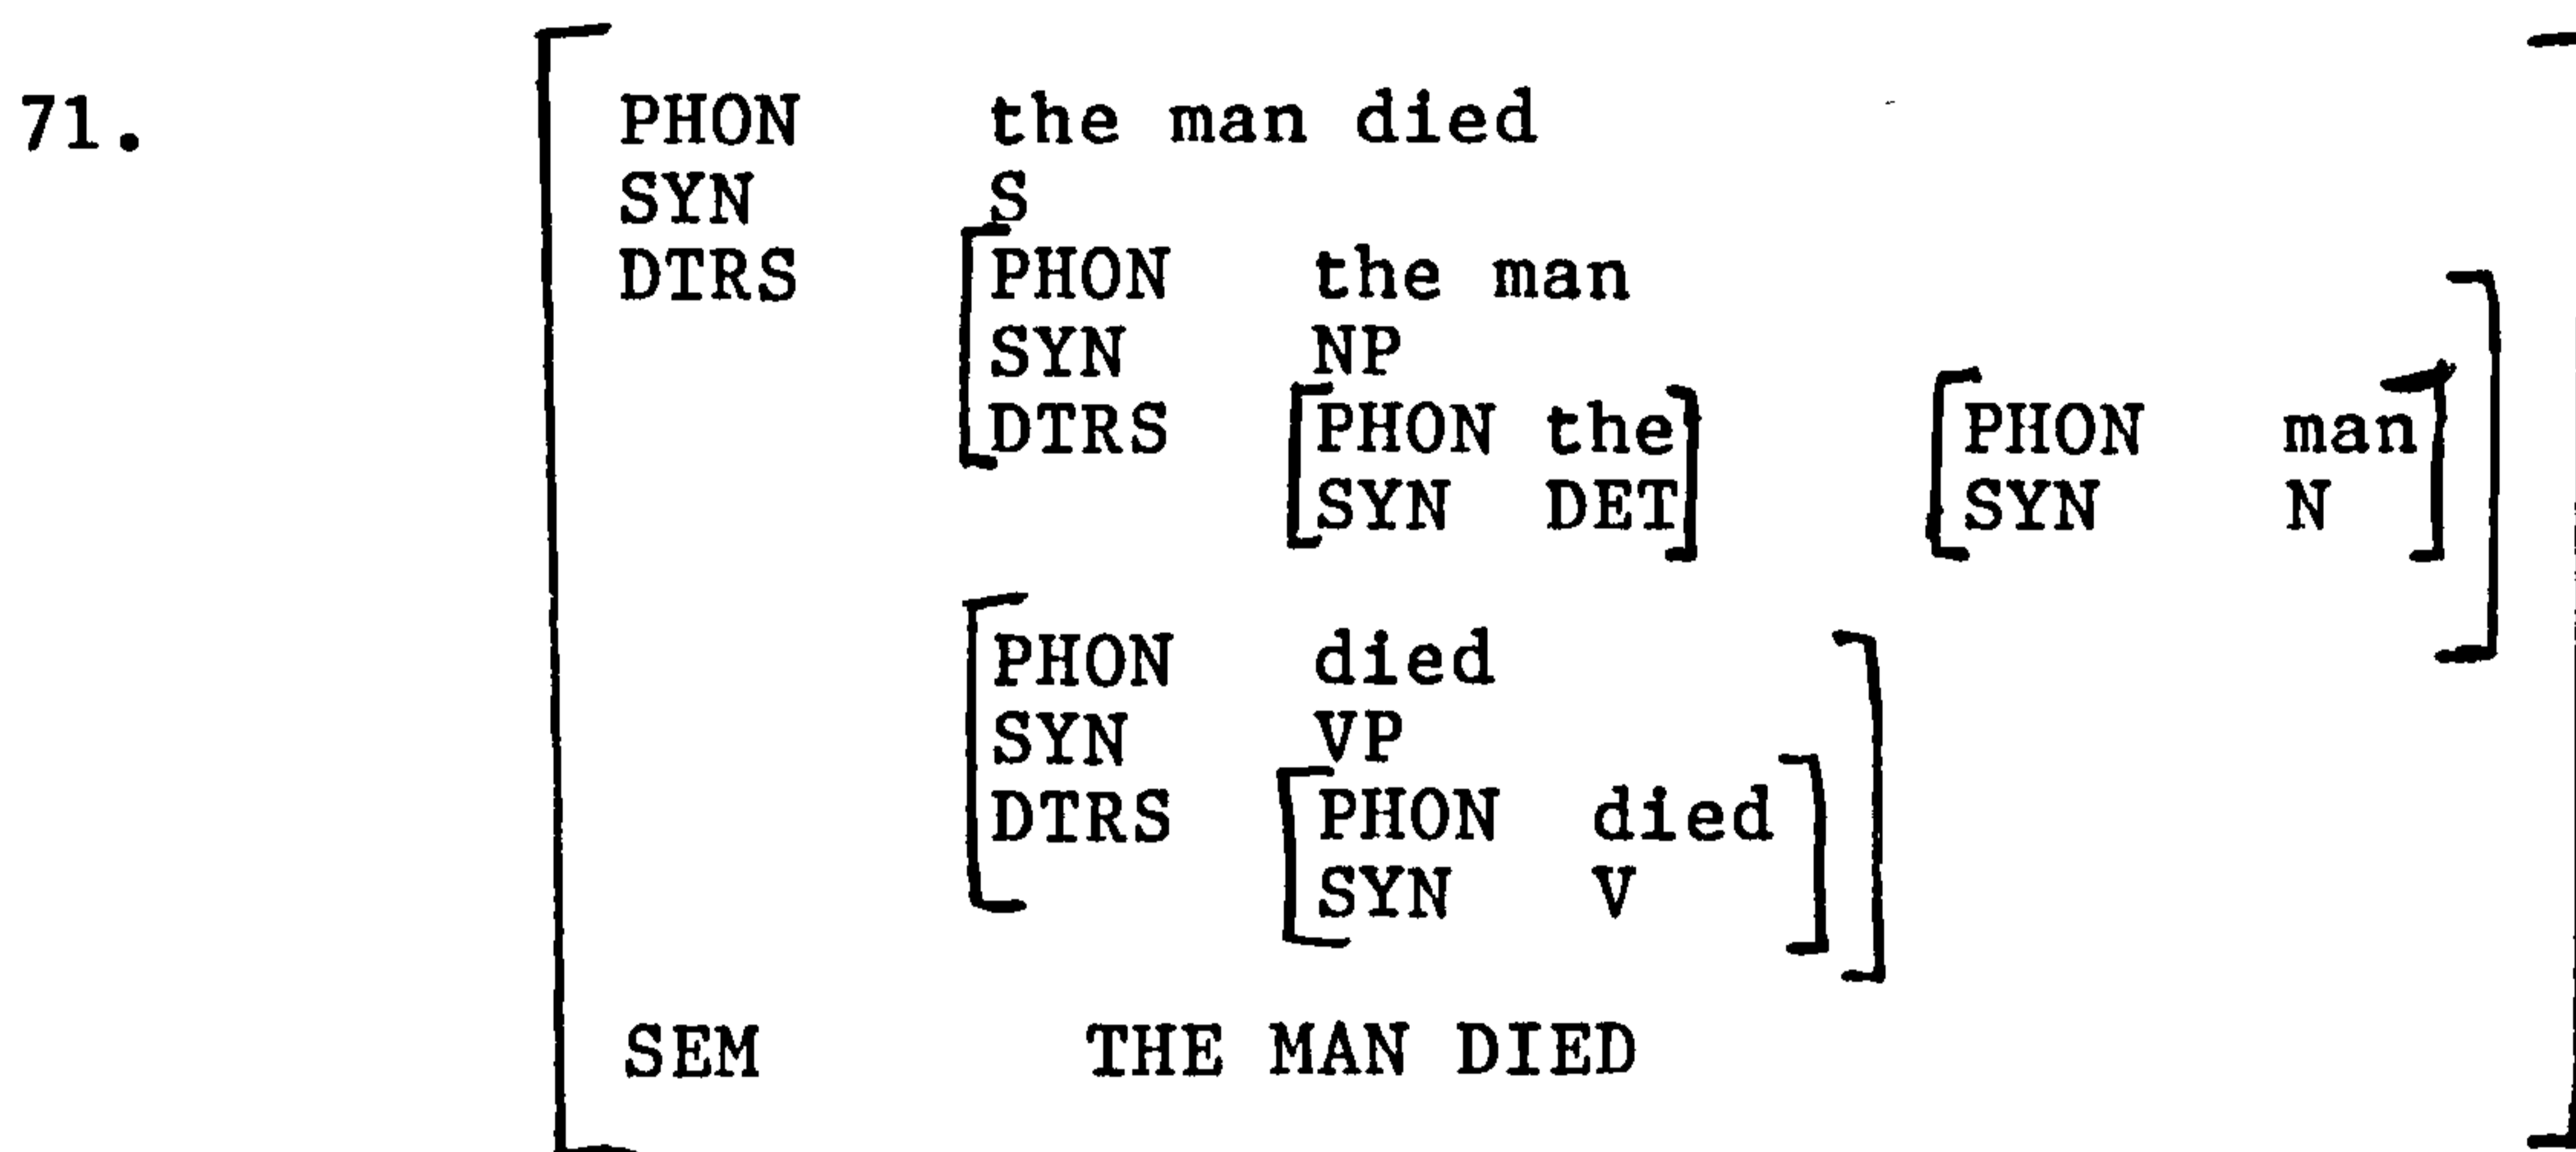 71. PHON the man died
SYN S
DTRS PHON the man
SYN NP
DTRS PHON the PHON man
SYN DET SYN N
PHON died
SYN VP
DTRS PHON died
SYN V
SEM THE MAN DIED